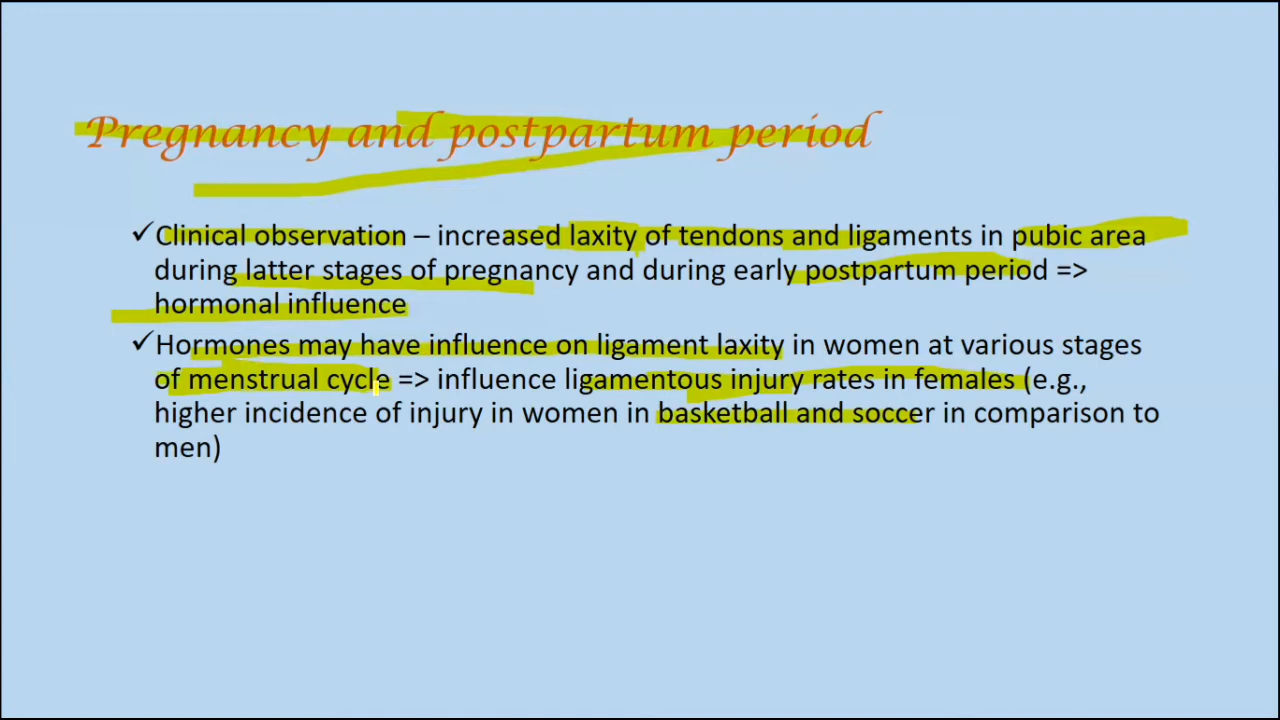 Pregnancy and postpartum period
✓Clinical observation – increased laxity of tendons and ligaments in pubic area
during latter stages of pregnancy and during early postpartum period =>
hormonal influence
✓Hormones may have influence on ligament laxity in women at various stages
of menstrual cycle => influence ligamentous injury rates in females (e.g.,
higher incidence of injury in women in basketball and soccer in comparison to
men)